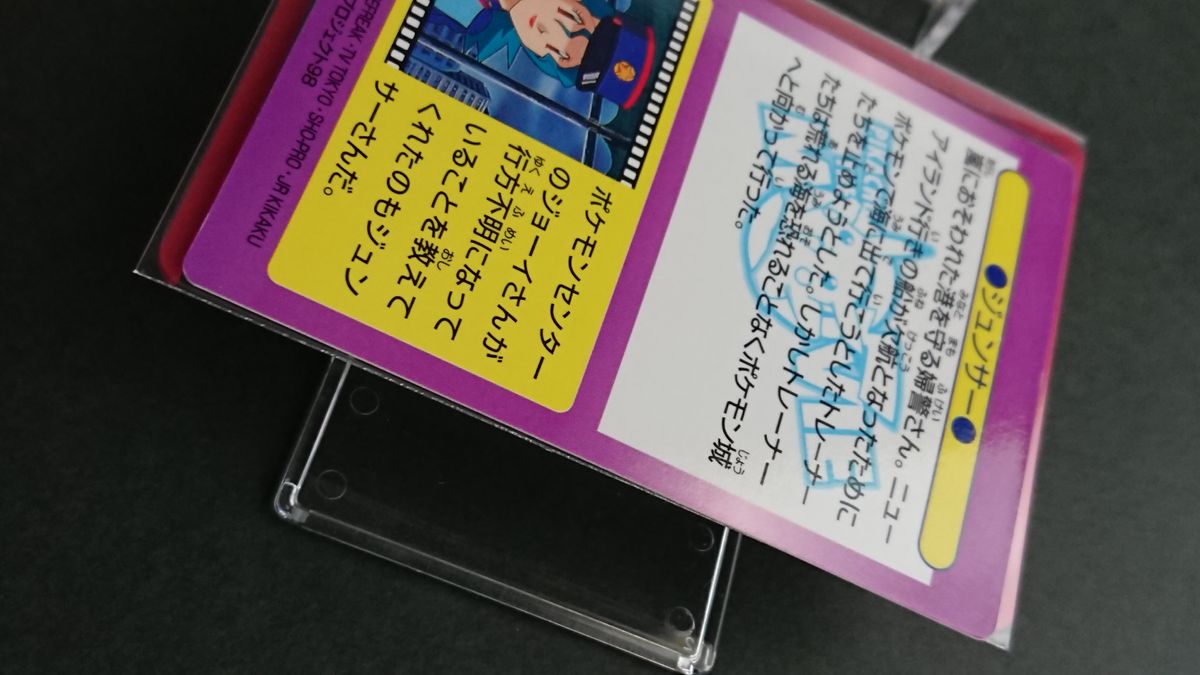 ●ジュンサー●
嵐におそわれた港を守る婦警さん。ニュー
アイランド行きの船が欠航となったために
ポケモンで海に出て行こうとしたトレーナー
たちを止めようとした。しかしトレーナー
たちは荒れる海を恐れることなくポケモン城
へと向かって行った。
ポケモンセンター
のジョーイさんが
行方不明になって
いることを教えて
くれたのもジュン
サーさんだ。
EFREAK・TV TOKYO・SHO-PRO・JR KIKAKU
プロジェクト98